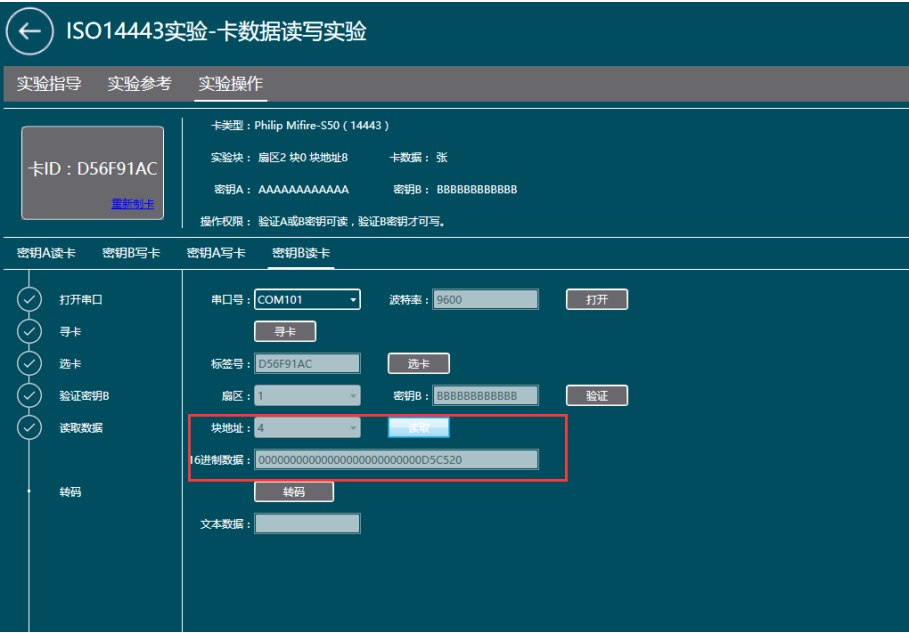 ISO14443实验-卡数据读写实验
实验指导 实验参考 实验操作
卡ID：D56F91AC
重新制卡
卡类型：Philip Mifire-S50 ( 14443 )
实验块： 扇区2 块0 块地址8 卡数据： 张
密钥A： AAAAAAAAAAAA 密钥B： BBBBBBBBBBBB
操作权限： 验证A或B密钥可读，验证B密钥才可写。
密钥A读卡 密钥B写卡 密钥A写卡 密钥B读卡
打开串口 串口号：COM101 波特率：9600 打开
寻卡 寻卡
选卡 标签号：D56F91AC 选卡
验证密钥B 扇区：1 密钥B：BBBBBBBBBBBB 验证
读取数据 块地址：4 读取
16进制数据：00000000000000000000000000D5C520
转码 转码
文本数据：